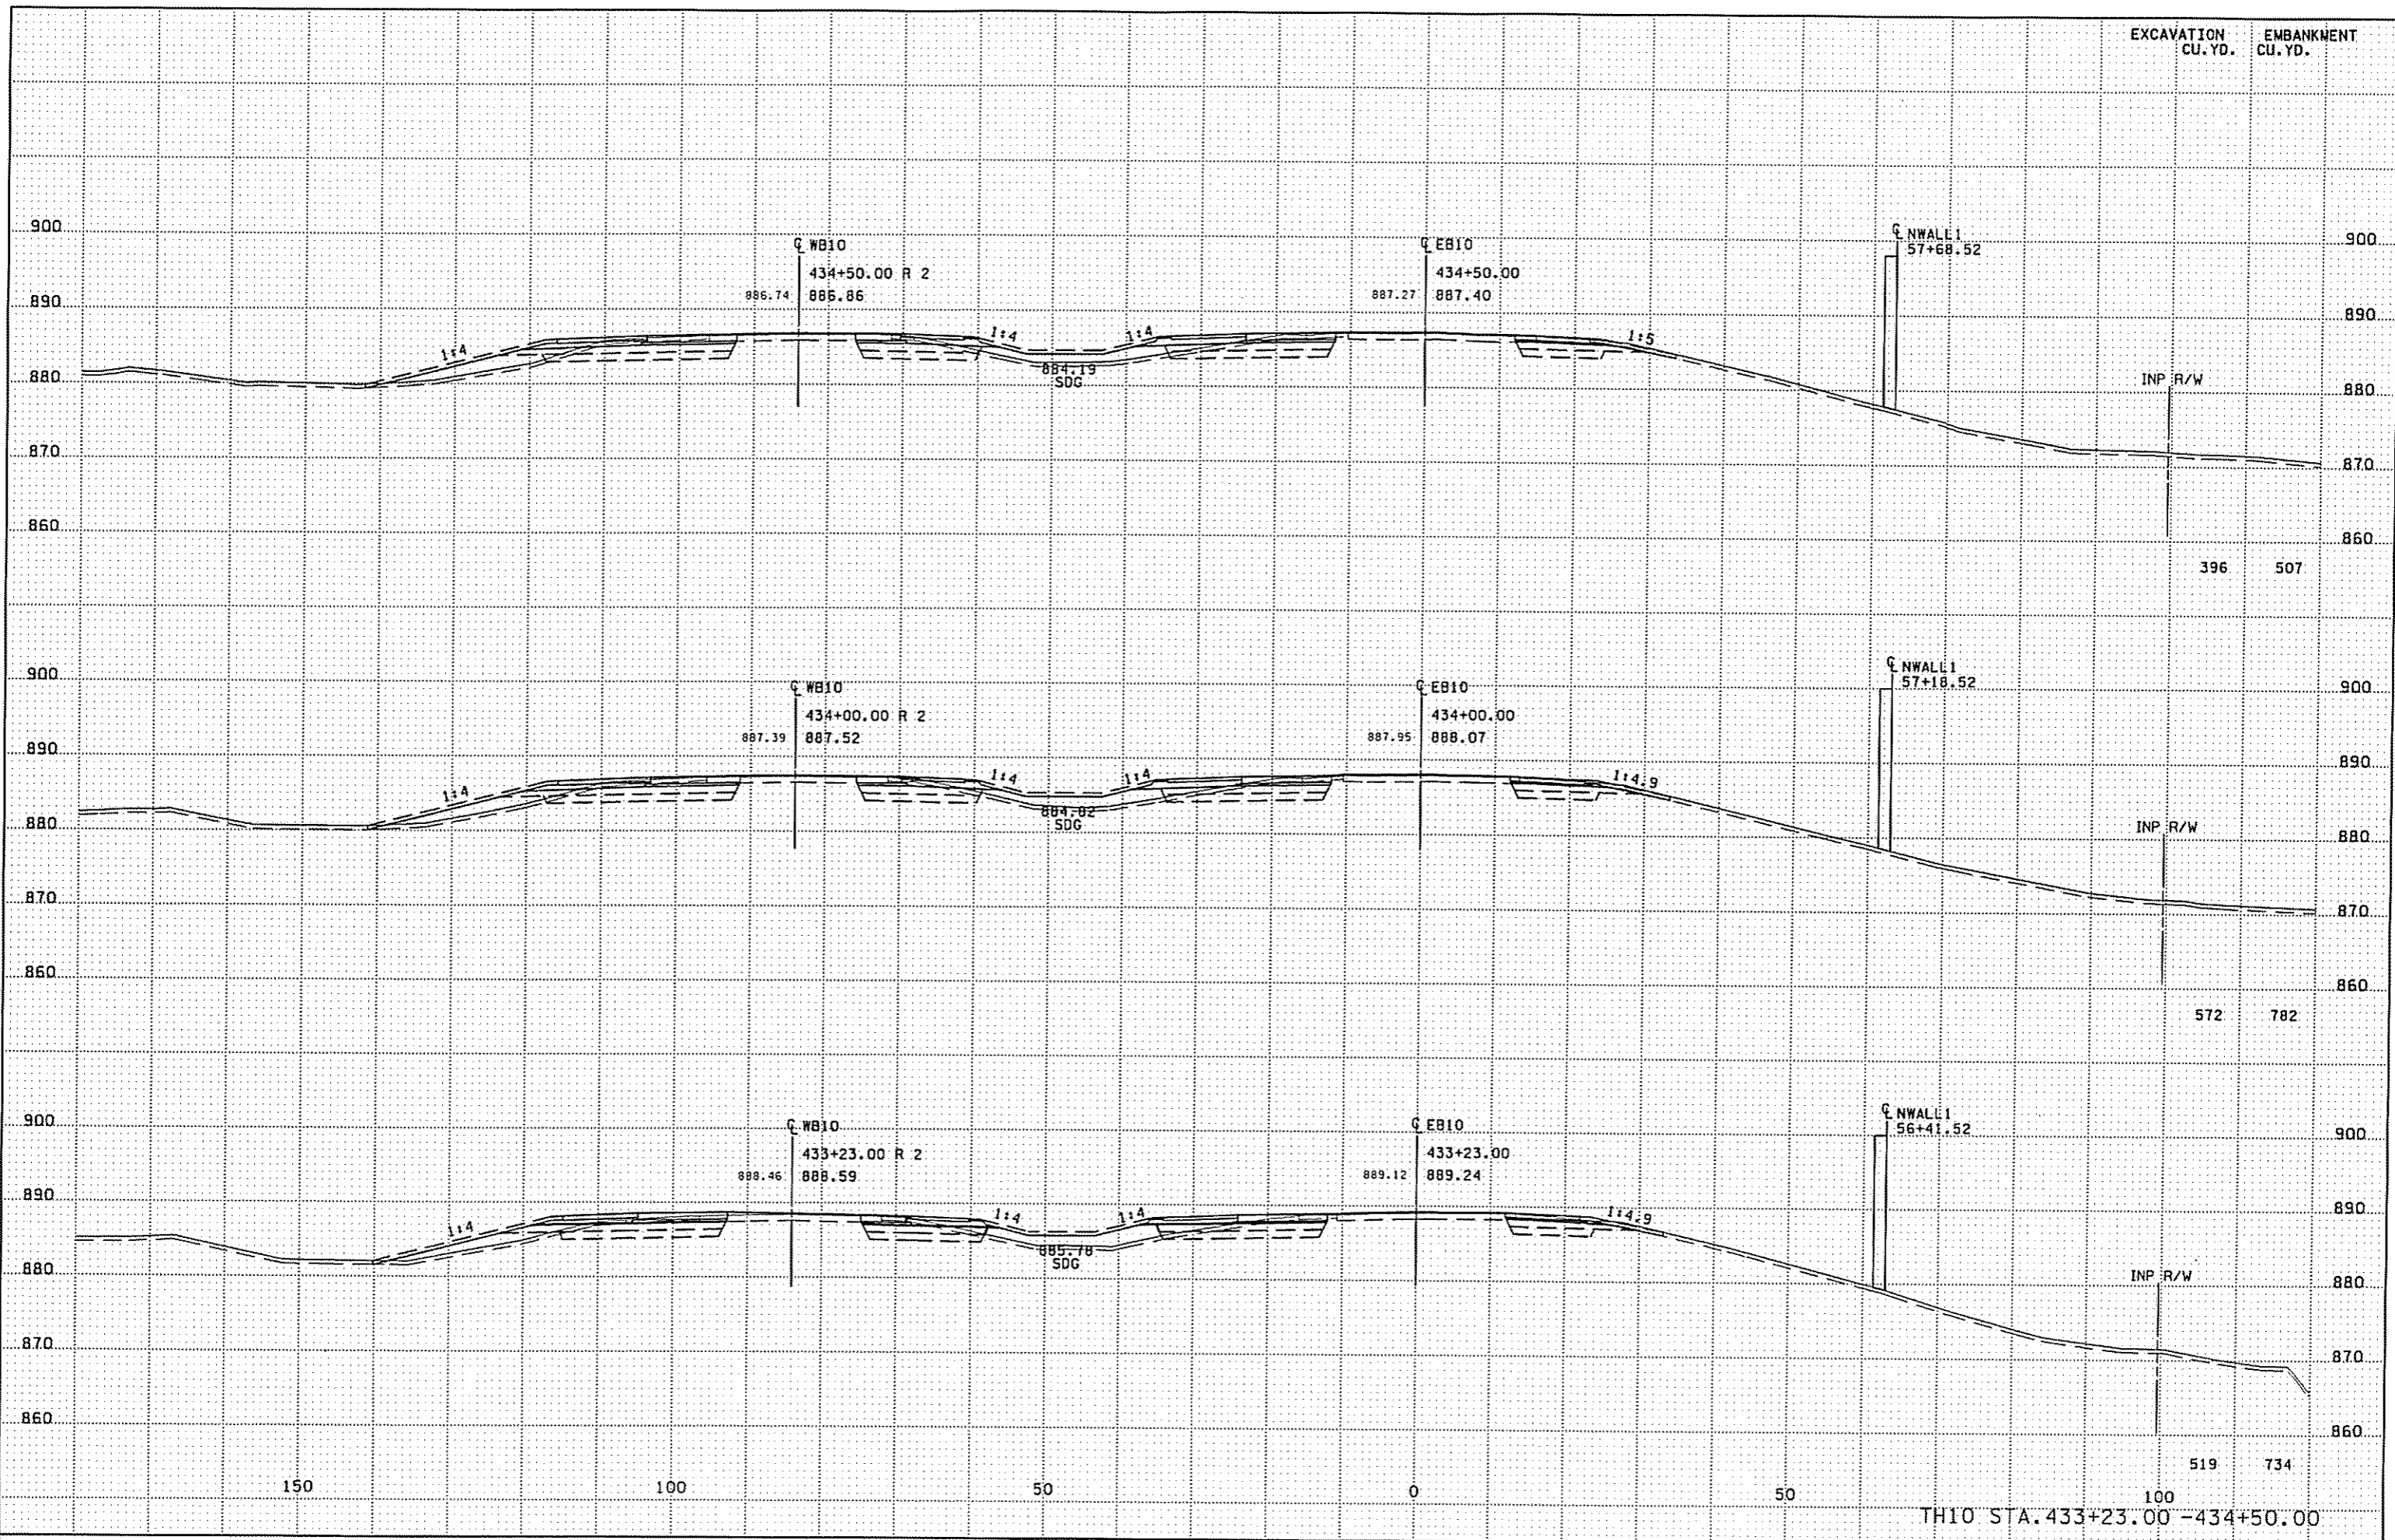 EXCAVATION EMBANKMENT
CU.YD. CU.YD.
900 900
℄ WB10 ℄ EB10 ℄ NWALL1
57+68.52
434+50.00 R 2 434+50.00
886.74 886.86 887.27 887.40
890 890
1:4 1:4 1:4 1:5
884.19
SDG
880 INP R/W 880
870 870
860 860
396 507
900 900
℄ WB10 ℄ EB10 ℄ NWALL1
57+18.52
434+00.00 R 2 434+00.00
887.39 887.52 887.95 888.07
890 890
1:4 1:4 1:4 1:4.9
884.82
SDG
880 INP R/W 880
870 870
860 860
572 782
900 900
℄ WB10 ℄ EB10 ℄ NWALL1
56+41.52
433+23.00 R 2 433+23.00
888.46 888.59 889.12 889.24
890 890
1:4 1:4 1:4 1:4.9
885.78
SDG
880 INP R/W 880
870 870
860 860
519 734
150 100 50 0 50 100
TH10 STA.433+23.00 -434+50.00